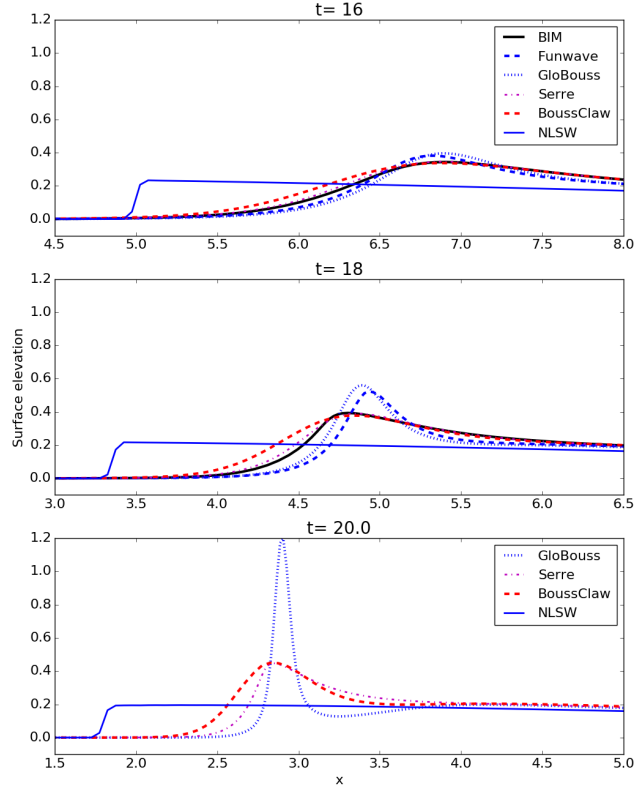 t= 16
1.2
1.0
0.8
0.6
0.4
0.2
0.0
BIM
Funwave
GloBouss
Serre
BoussClaw
NLSW
4.5 5.0 5.5 6.0 6.5 7.0 7.5 8.0
t= 18
Surface elevation
1.2
1.0
0.8
0.6
0.4
0.2
0.0
3.0 3.5 4.0 4.5 5.0 5.5 6.0 6.5
t= 20.0
1.2
1.0
0.8
0.6
0.4
0.2
0.0
GloBouss
Serre
BoussClaw
NLSW
1.5 2.0 2.5 3.0 3.5 4.0 4.5 5.0
x